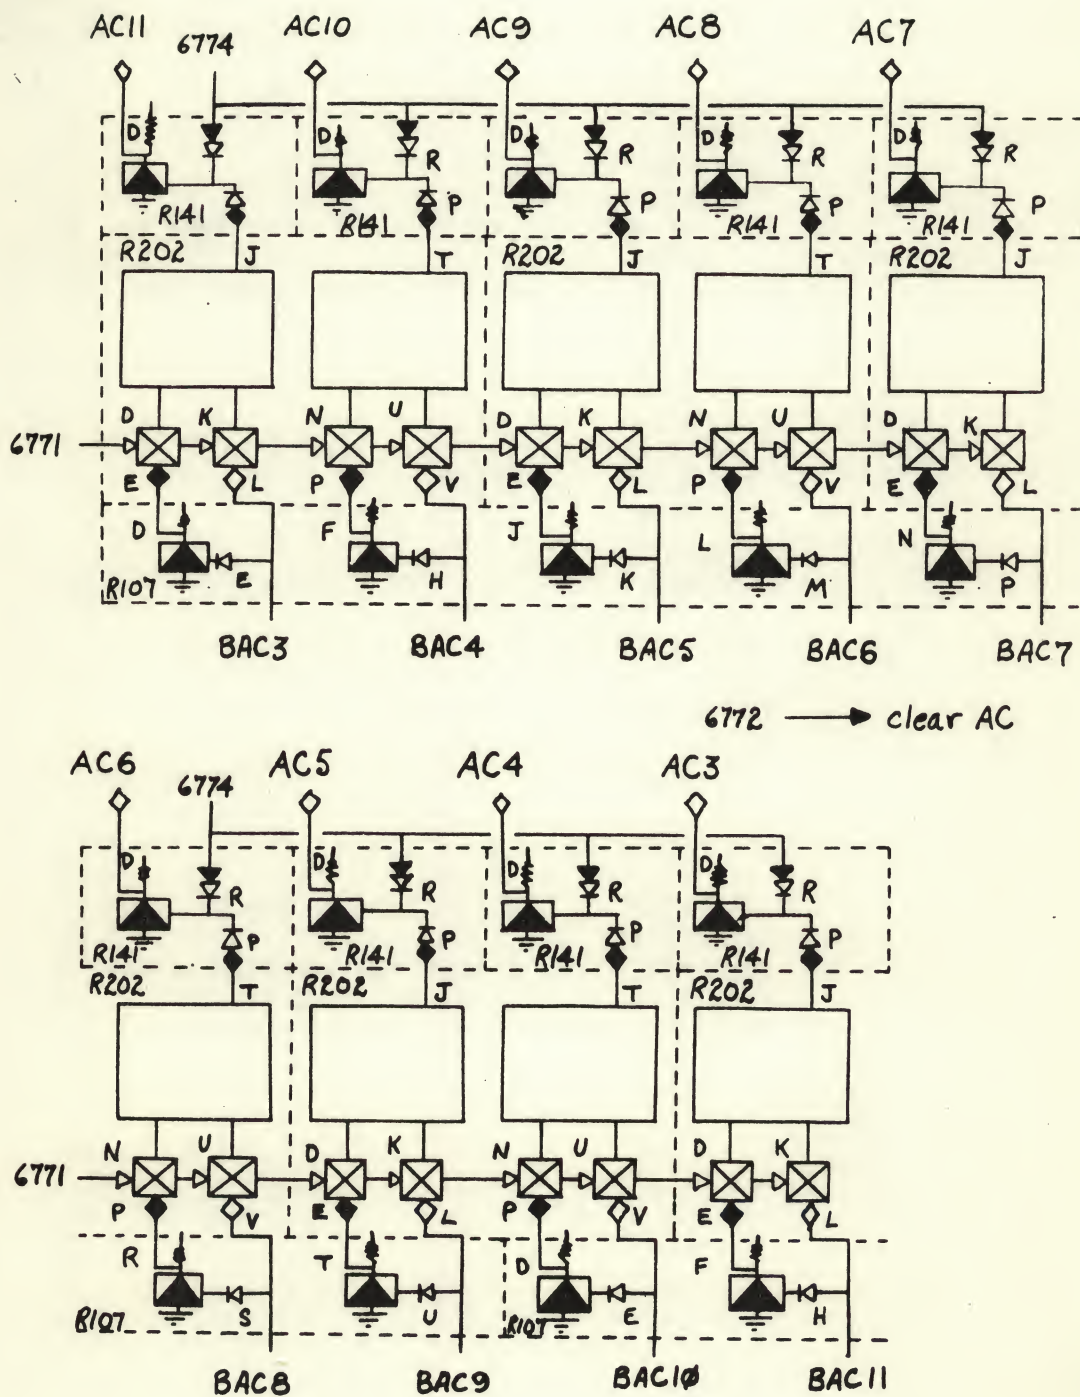 AC11 AC10 AC9 AC8 AC7
6774
D D D D D
R R R R
P P P P
R141 R141 R141 R141
R202 J T R202 J T R202 J
D K N U D K N U D K
6771
E L P V E L P V E L
D F J L N
R107 E H K M P
BAC3 BAC4 BAC5 BAC6 BAC7
6772 clear AC
AC6 AC5 AC4 AC3
6774
D D D D
R R R R
P P P P
R141 R141 R141 R141
R202 T R202 J T R202 J
N U D K N U D K
6771
P V E L P V E L
R T D F
R107 S U R107 E H
BAC8 BAC9 BAC10 BAC11